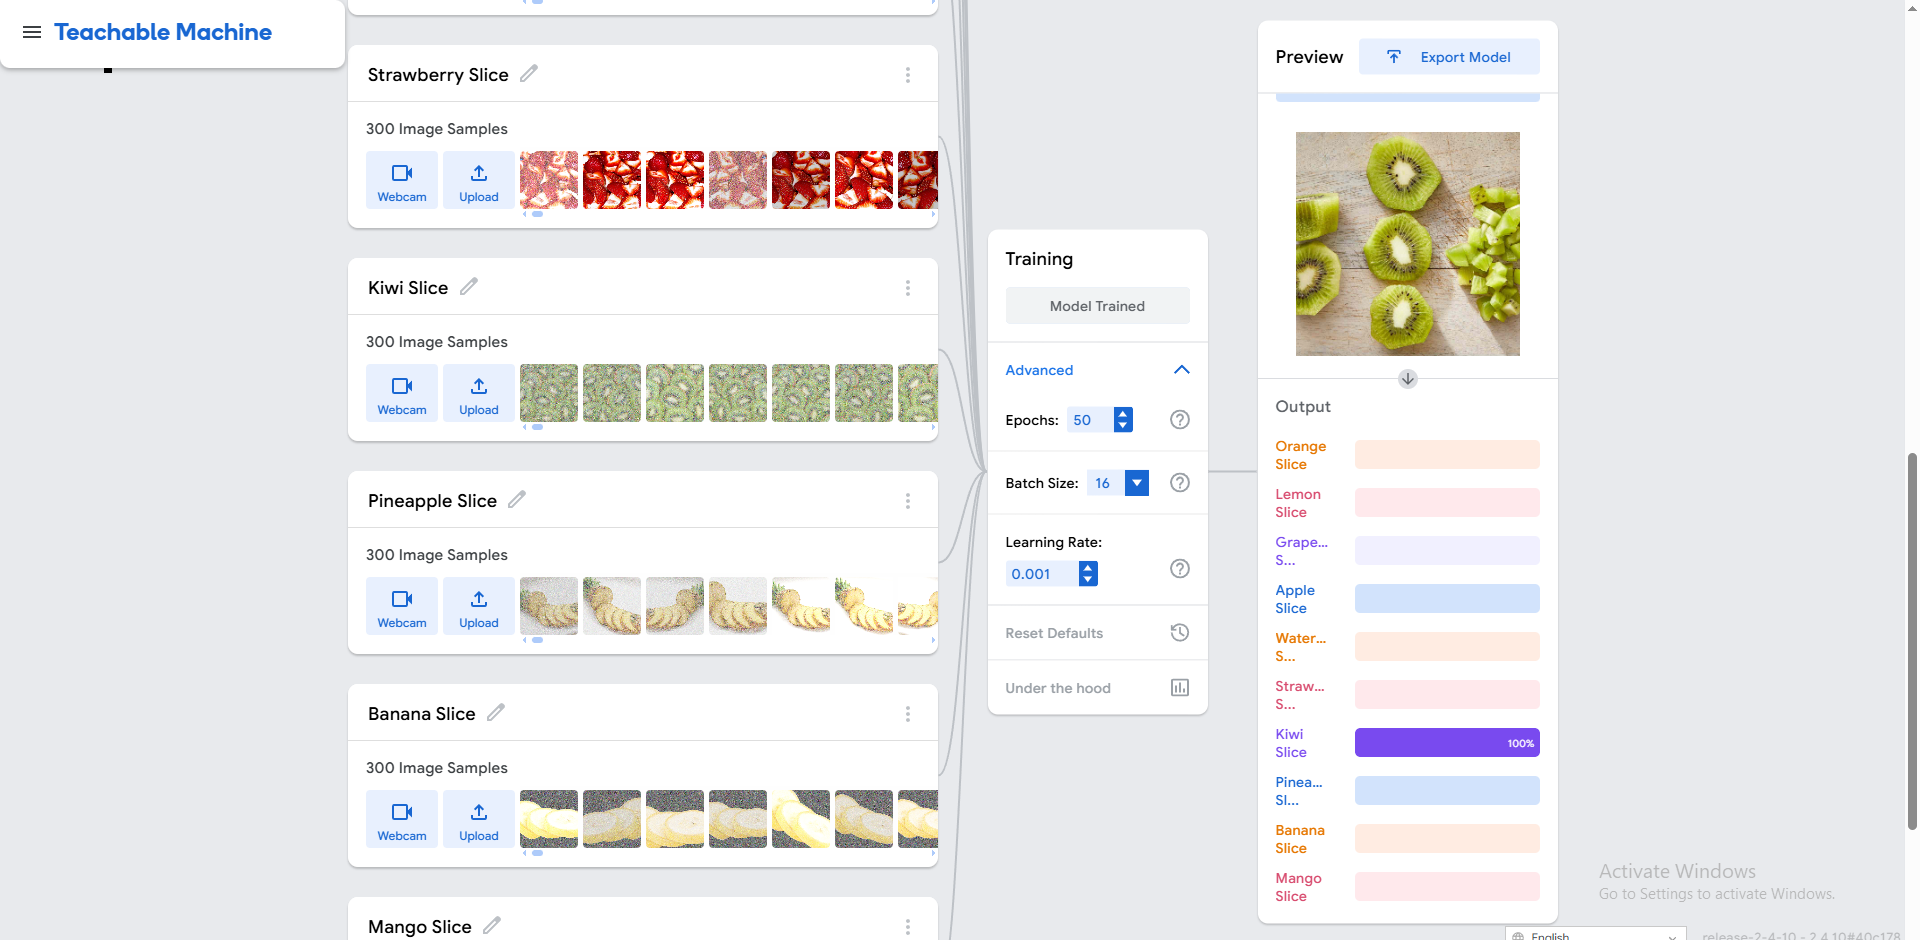 Teachable Machine
Strawberry Slice
300 Image Samples
Webcam
Upload
Kiwi Slice
300 Image Samples
Webcam
Upload
Pineapple Slice
300 Image Samples
Webcam
Upload
Banana Slice
300 Image Samples
Webcam
Upload
Mango Slice
Training
Model Trained
Advanced
Epochs: 50
Batch Size: 16
Learning Rate:
0.001
Reset Defaults
Under the hood
Preview
Export Model
Output
Orange
Slice
Lemon
Slice
Grape...
S...
Apple
Slice
Water...
S...
Straw...
S...
Kiwi
Slice
100%
Pinea...
Sl...
Banana
Slice
Mango
Slice
Activate Windows
Go to Settings to activate Windows.
English
release-2-4-10 - 2.4.10#40c178